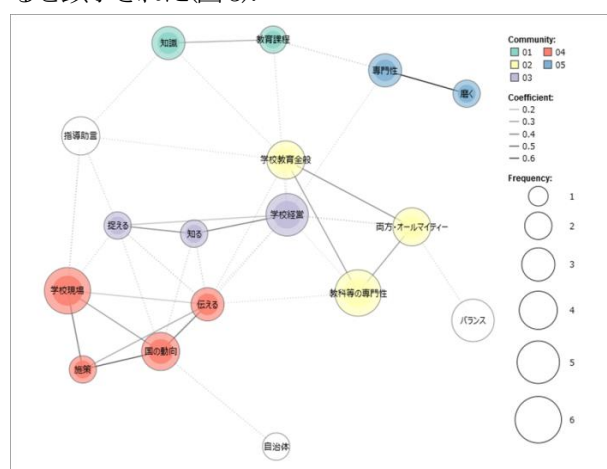 知識
教育課程
専門性
磨く
指導助言
学校教育全般
捉える
知る
学校経営
両方・オールマイティー
学校現場
伝える
教科等の専門性
バランス
施策
国の動向
自治体
Community:
01 04
02 05
03
Coefficient:
0.2
0.3
0.4
0.5
0.6
Frequency:
1
2
3
4
5
6